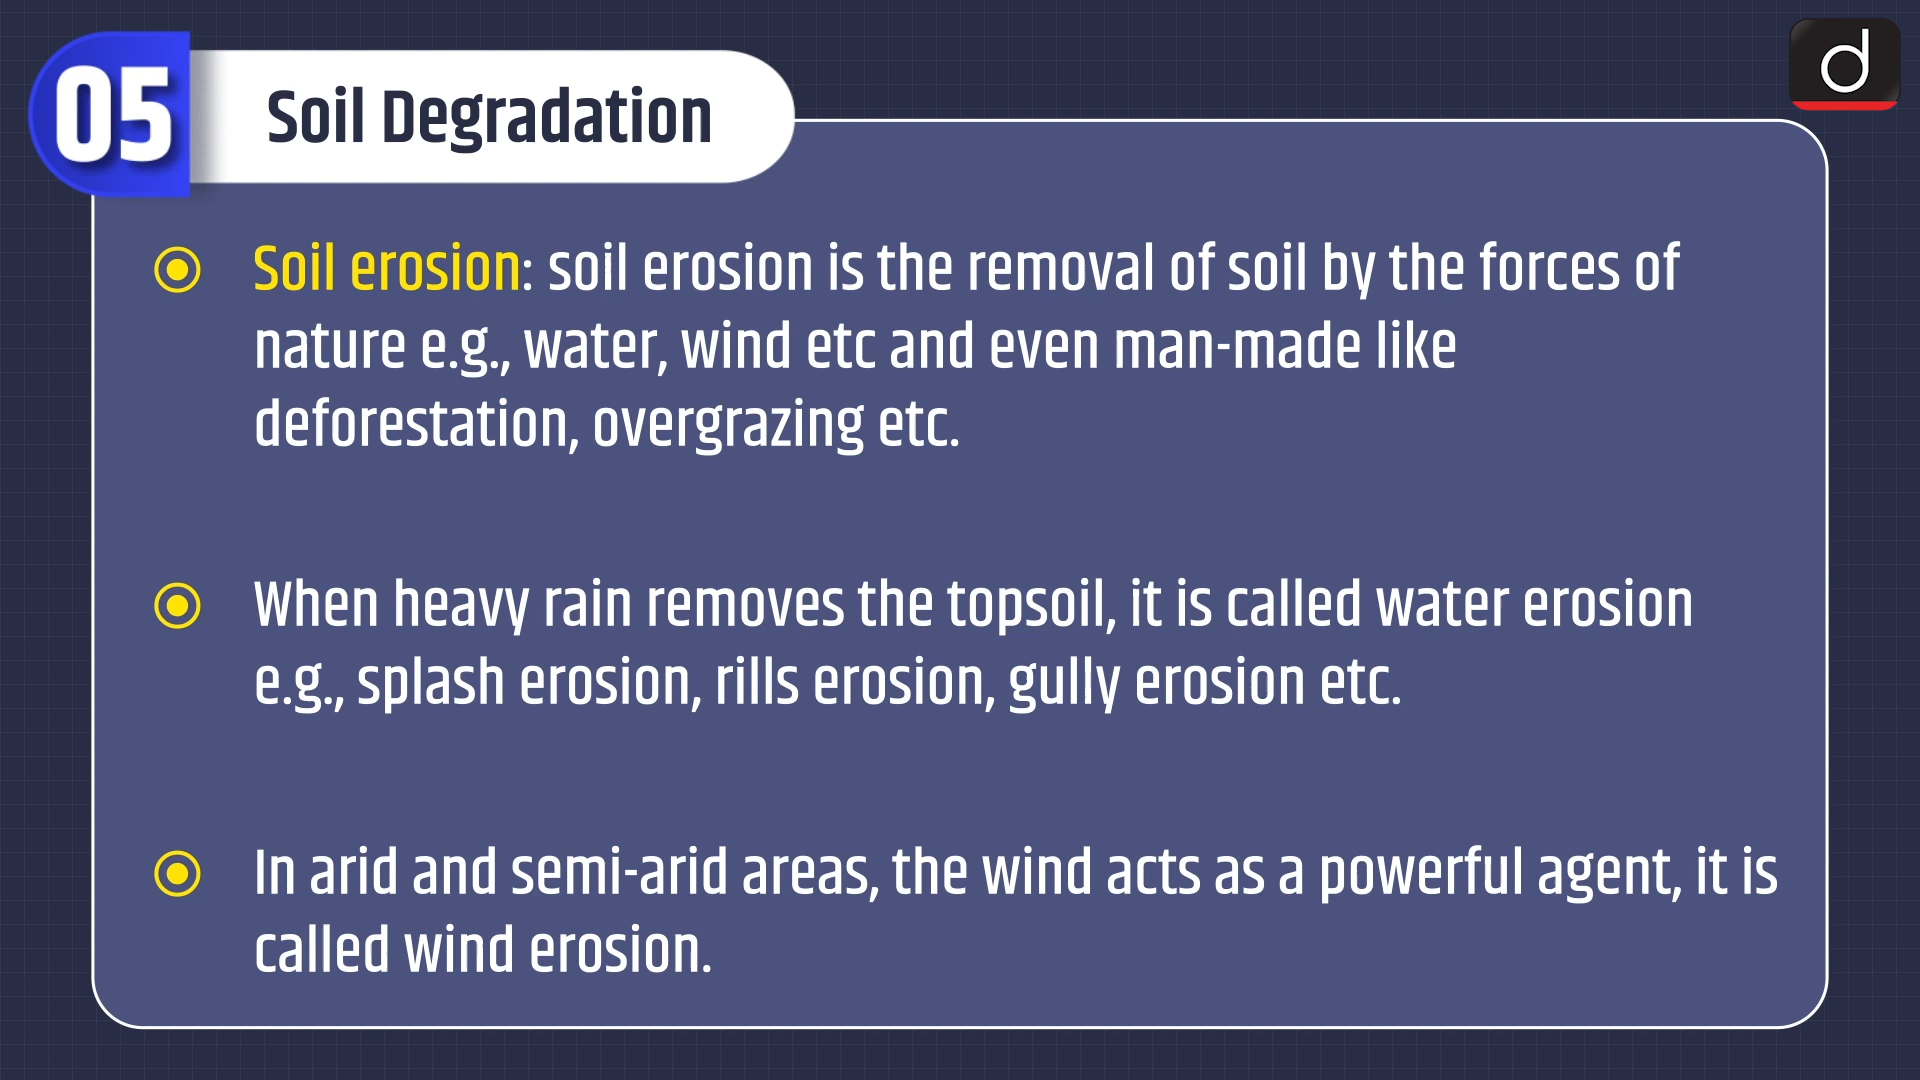 05
Soil Degradation
d
Soil erosion: soil erosion is the removal of soil by the forces of
nature e.g., water, wind etc and even man-made like
deforestation, overgrazing etc.
When heavy rain removes the topsoil, it is called water erosion
e.g., splash erosion, rills erosion, gully erosion etc.
In arid and semi-arid areas, the wind acts as a powerful agent, it is
called wind erosion.